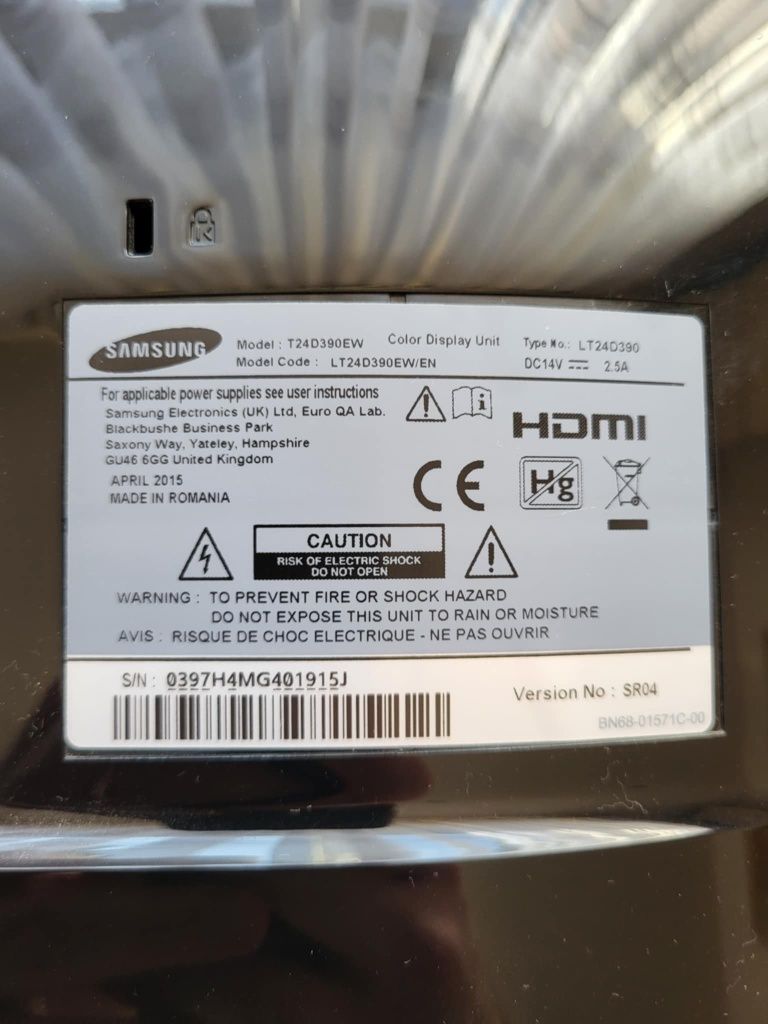 SAMSUNG
Model : T24D390EW
Color Display Unit
Type No.: LT24D390
Model Code : LT24D390EW/EN
DC14V 2.5A
For applicable power supplies see user instructions
Samsung Electronics (UK) Ltd, Euro QA Lab.
Blackbushe Business Park
Saxony Way, Yateley, Hampshire
GU46 6GG United Kingdom
HDMI
APRIL 2015
MADE IN ROMANIA
CE
Hg
CAUTION
RISK OF ELECTRIC SHOCK
DO NOT OPEN
WARNING : TO PREVENT FIRE OR SHOCK HAZARD
DO NOT EXPOSE THIS UNIT TO RAIN OR MOISTURE
AVIS : RISQUE DE CHOC ELECTRIQUE - NE PAS OUVRIR
S/N : 0397H4MG401915J
Version No : SR04
BN68-01571C-00